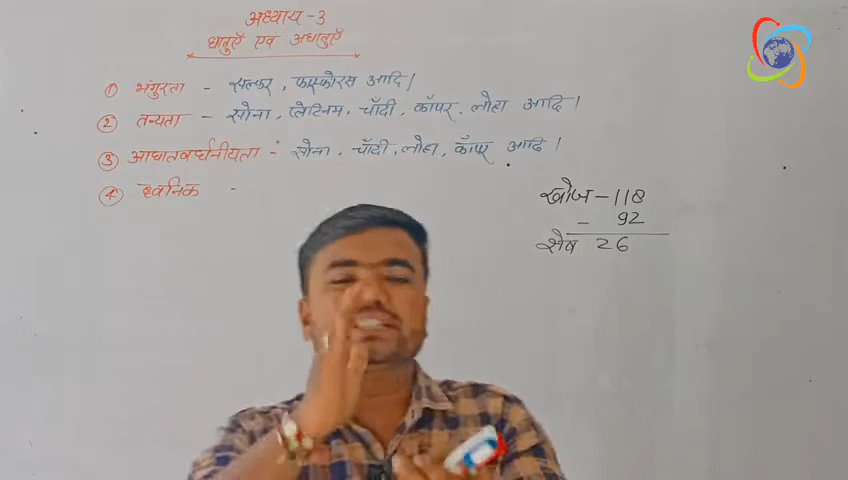 अध्याय -3
धातुएँ एवं अधातुएँ
① भंगुरता - सल्फर, फास्फोरस आदि।
② तन्यता - सोना, प्लेटिनम, चाँदी, कॉपर, लोहा आदि।
③ आघातवर्धनीयता - सोना, चाँदी, लोहा, कॉपर आदि।
④ ध्वनिक -
खोज - 118
- 92
सेष 26